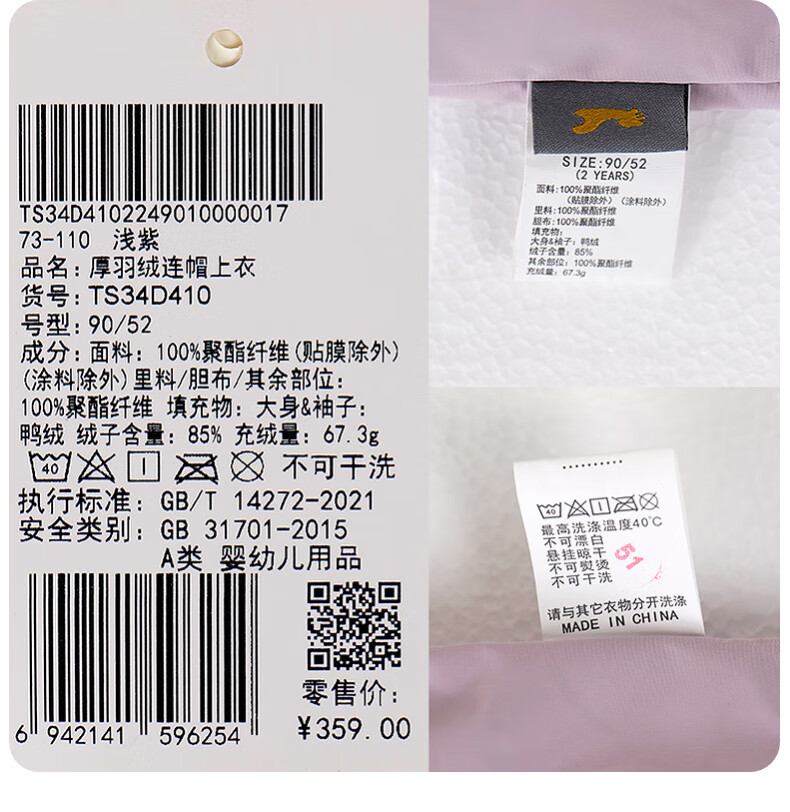 TS34D4102249010000017
73-110 浅紫
品名：厚羽绒连帽上衣
货号：TS34D410
号型：90/52
成分：面料：100%聚酯纤维(贴膜除外)
(涂料除外)里料/胆布/其余部位：
100%聚酯纤维 填充物：大身&袖子：
鸭绒 绒子含量：85% 充绒量：67.3g
40 不可干洗
执行标准：GB/T 14272-2021
安全类别：GB 31701-2015
A类 婴幼儿用品
零售价：
¥359.00
6 942141 596254
SIZE:90/52
(2 YEARS)
面料:100%聚酯纤维
(贴膜除外)(涂料除外)
里料:100%聚酯纤维
胆布:100%聚酯纤维
填充物:
大身&袖子:鸭绒
绒子含量:85%
其余部位:100%聚酯纤维
充绒量:67.3g
40
最高洗涤温度40℃
不可漂白
悬挂晾干
不可熨烫
不可干洗
51
请与其它衣物分开洗涤
MADE IN CHINA